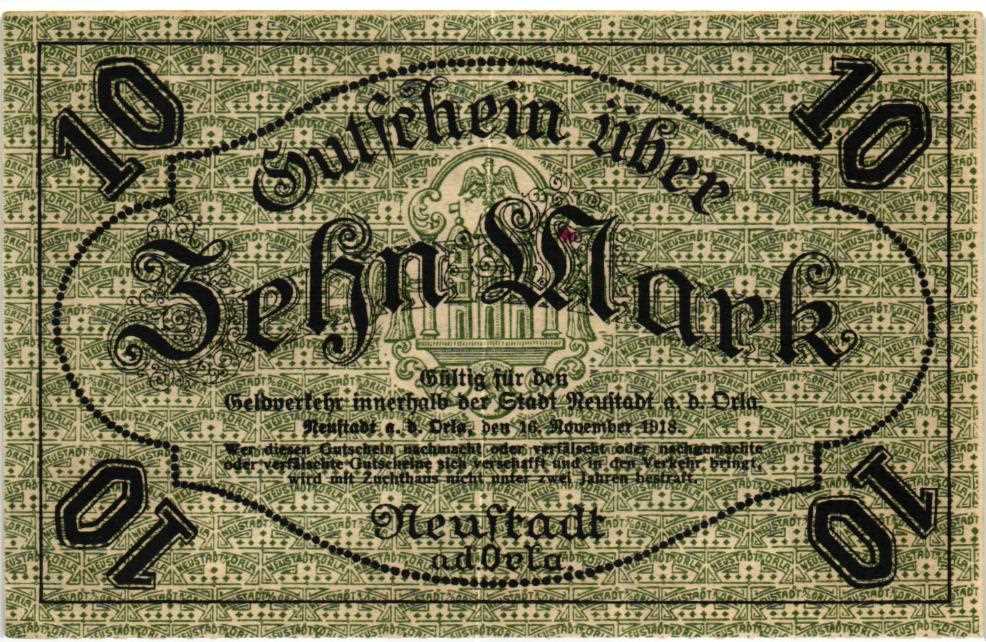 10 10
Gutschein über
Zehn Mark
Gültig für den
Geldverkehr innerhalb der Stadt Neustadt a. d. Orla.
Neustadt a. d. Orla, den 16. November 1918.
Wer diesen Gutschein nachmacht oder verfälscht oder nachgemachte
oder verfälschte Gutscheine sich verschafft und in den Verkehr bringt,
wird mit Zuchthaus nicht unter zwei Jahren bestraft.
Neustadt
a d Orla
10 10